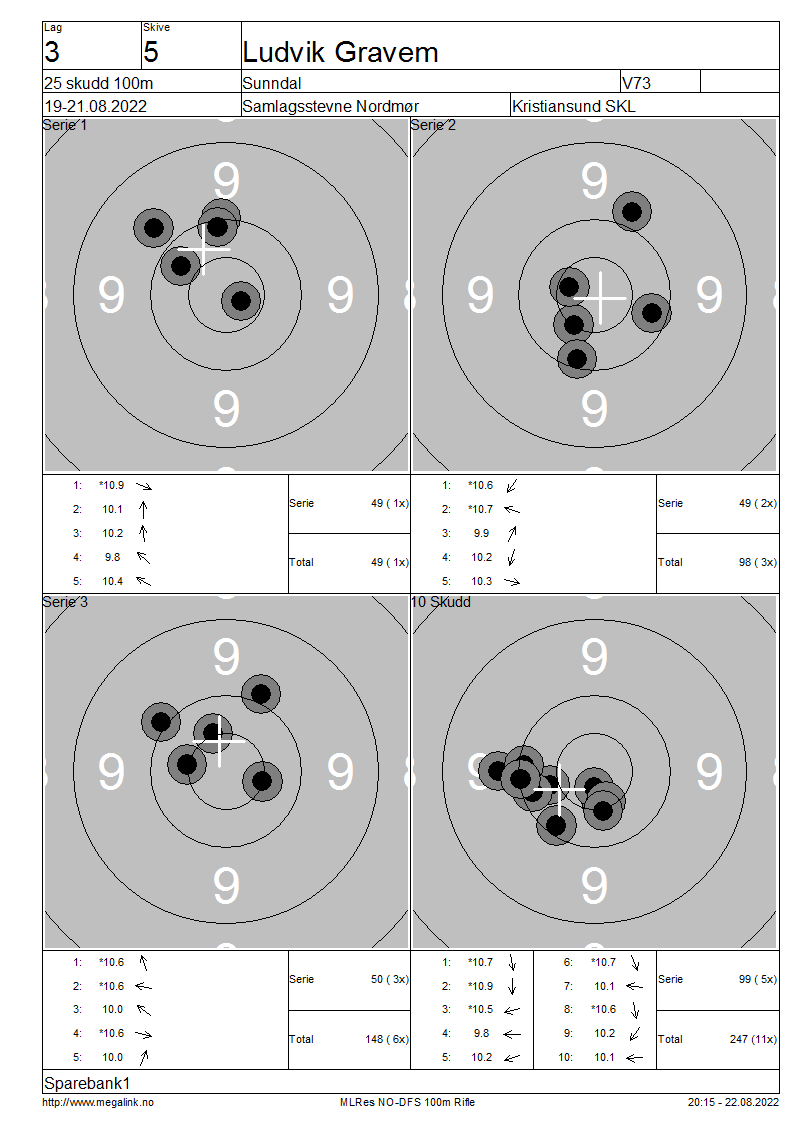 Lag Skive
3 5 Ludvik Gravem
25 skudd 100m Sunndal V73
19-21.08.2022 Samlagsstevne Nordmør Kristiansund SKL
Serie 1 Serie 2
9 9
9 9 9 9
9 9
1: *10.9 1: *10.6
2: 10.1 Serie 49 ( 1x) 2: *10.7 Serie 49 ( 2x)
3: 10.2 3: 9.9
4: 9.8 Total 49 ( 1x) 4: 10.2 Total 98 ( 3x)
5: 10.4 5: 10.3
Serie 3 10 Skudd
9 9
9 9 9 9
9 9
1: *10.6 1: *10.7 6: *10.7
2: *10.6 Serie 50 ( 3x) 2: *10.9 7: 10.1 Serie 99 ( 5x)
3: 10.0 3: *10.5 8: *10.6
4: *10.6 Total 148 ( 6x) 4: 9.8 9: 10.2 Total 247 (11x)
5: 10.0 5: 10.2 10: 10.1
Sparebank1
http://www.megalink.no MLRes NO-DFS 100m Rifle 20:15 - 22.08.2022